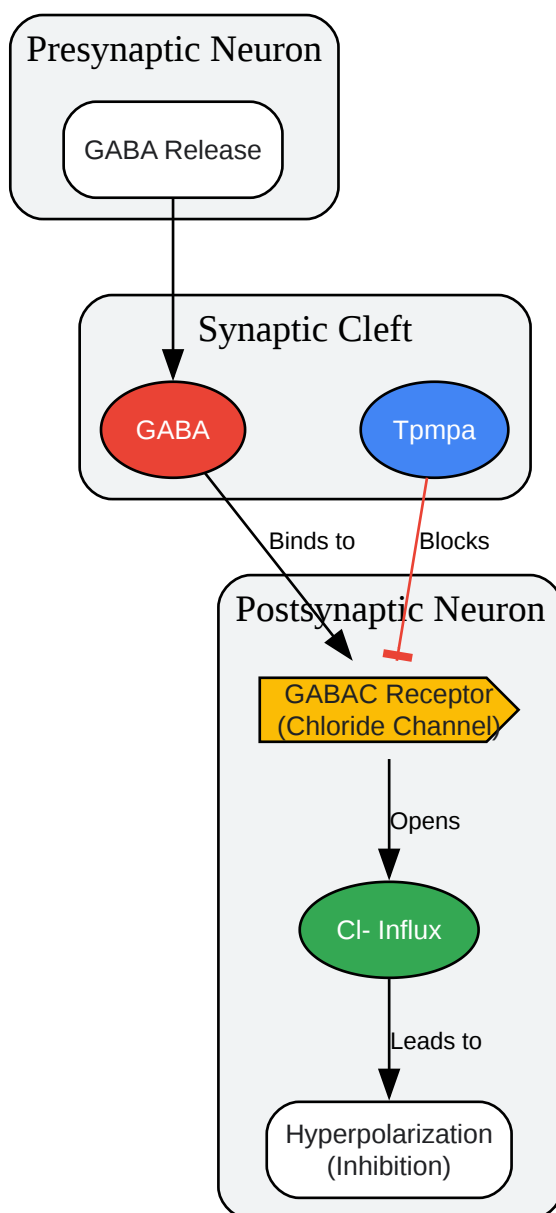 Presynaptic Neuron
GABA Release
Synaptic Cleft
GABA
Tpmpa
Binds to
Blocks
Postsynaptic Neuron
GABAC Receptor
(Chloride Channel)
Opens
Cl- Influx
Leads to
Hyperpolarization
(Inhibition)